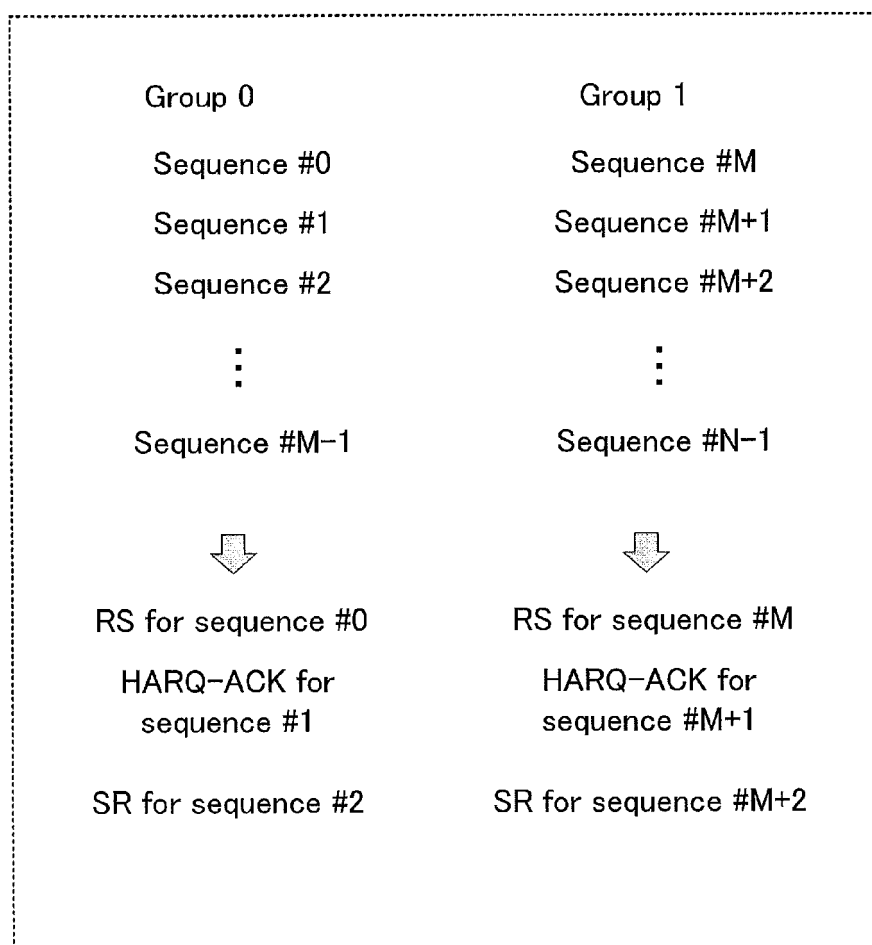 Group 0
Sequence #0
Sequence #1
Sequence #2
⋮
Sequence #M-1
RS for sequence #0
HARQ-ACK for
sequence #1
SR for sequence #2
Group 1
Sequence #M
Sequence #M+1
Sequence #M+2
⋮
Sequence #N-1
RS for sequence #M
HARQ-ACK for
sequence #M+1
SR for sequence #M+2